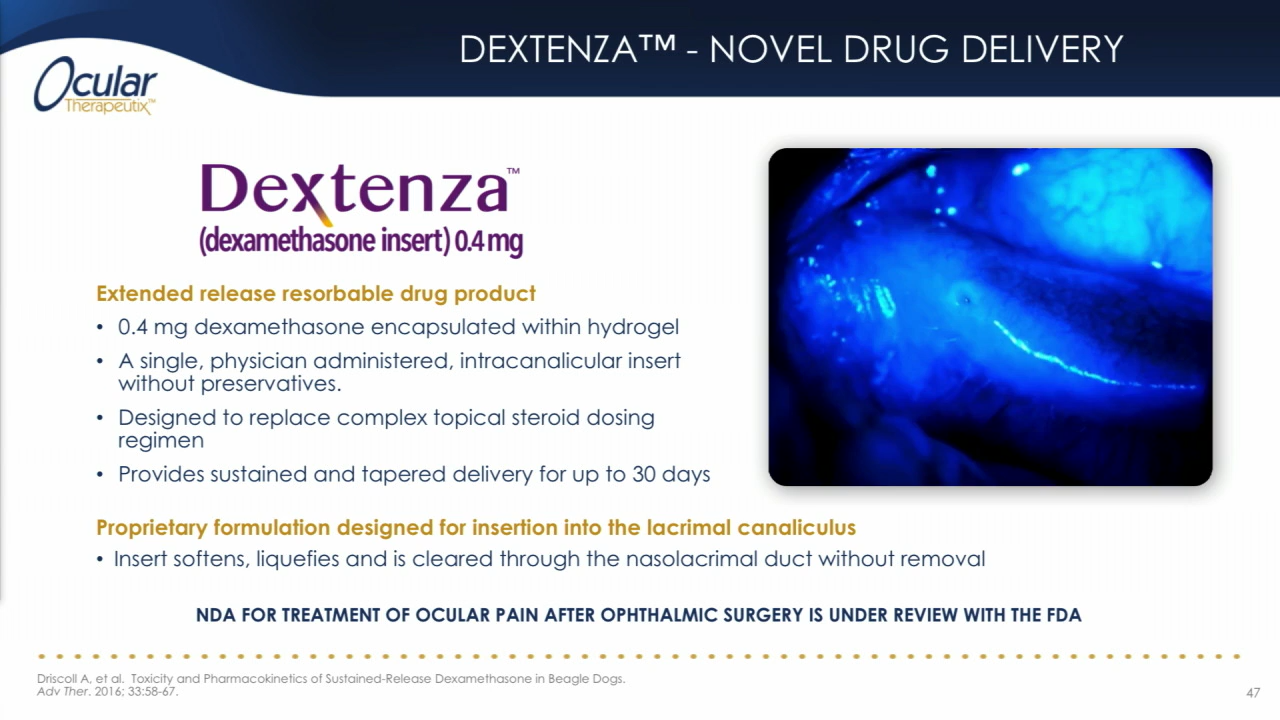 DEXTENZA™ - NOVEL DRUG DELIVERY
Ocular
Therapeutix™
Dextenza™
(dexamethasone insert) 0.4 mg
Extended release resorbable drug product
• 0.4 mg dexamethasone encapsulated within hydrogel
• A single, physician administered, intracanalicular insert
without preservatives.
• Designed to replace complex topical steroid dosing
regimen
• Provides sustained and tapered delivery for up to 30 days
Proprietary formulation designed for insertion into the lacrimal canaliculus
• Insert softens, liquefies and is cleared through the nasolacrimal duct without removal
NDA FOR TREATMENT OF OCULAR PAIN AFTER OPHTHALMIC SURGERY IS UNDER REVIEW WITH THE FDA
Driscoll A, et al. Toxicity and Pharmacokinetics of Sustained-Release Dexamethasone in Beagle Dogs.
Adv Ther. 2016; 33:58-67.
47